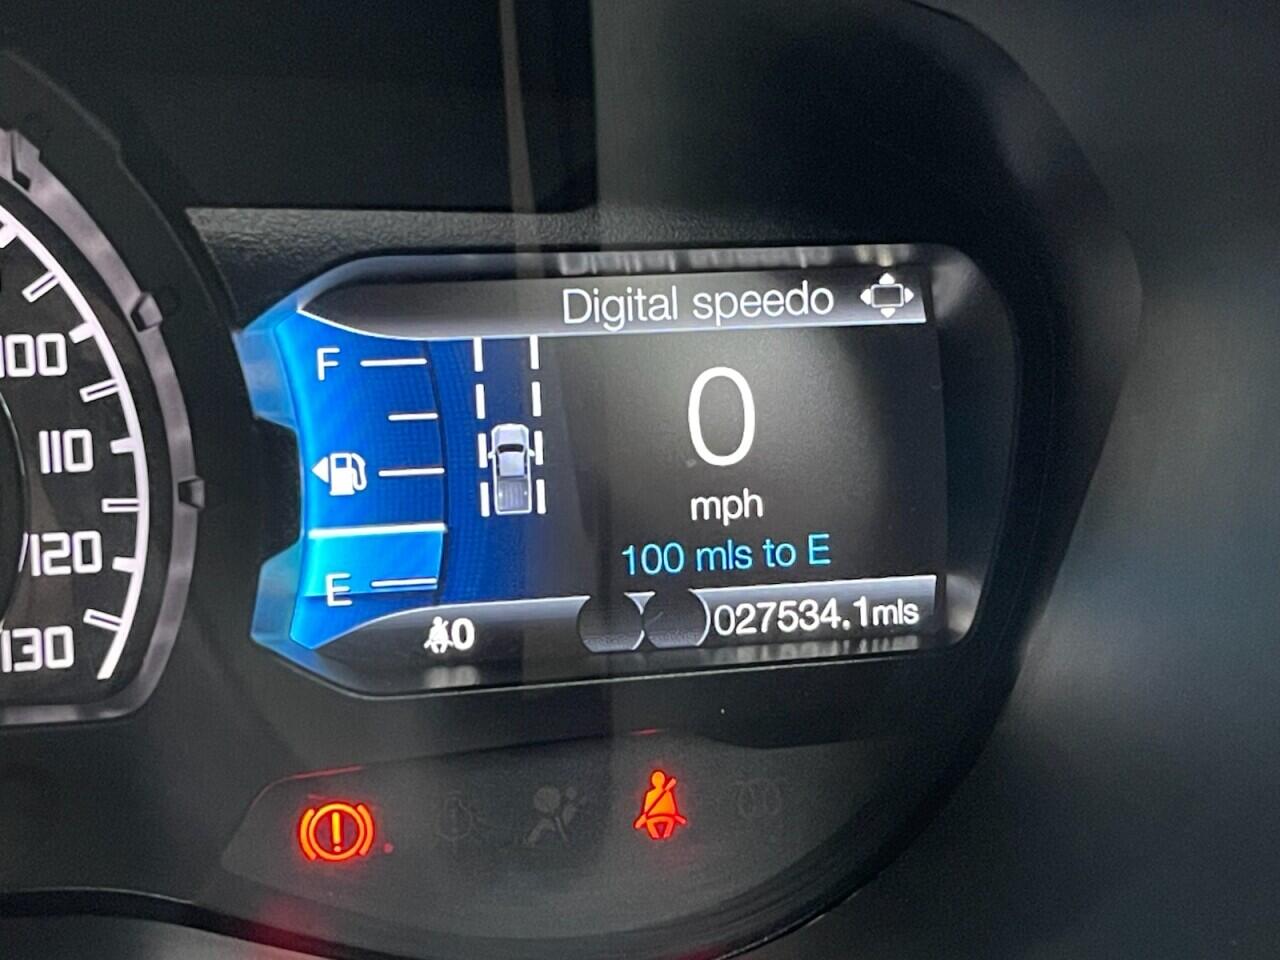 Digital speedo
F
0
100
110
mph
120
100 mls to E
E
027534.1mls
0
130